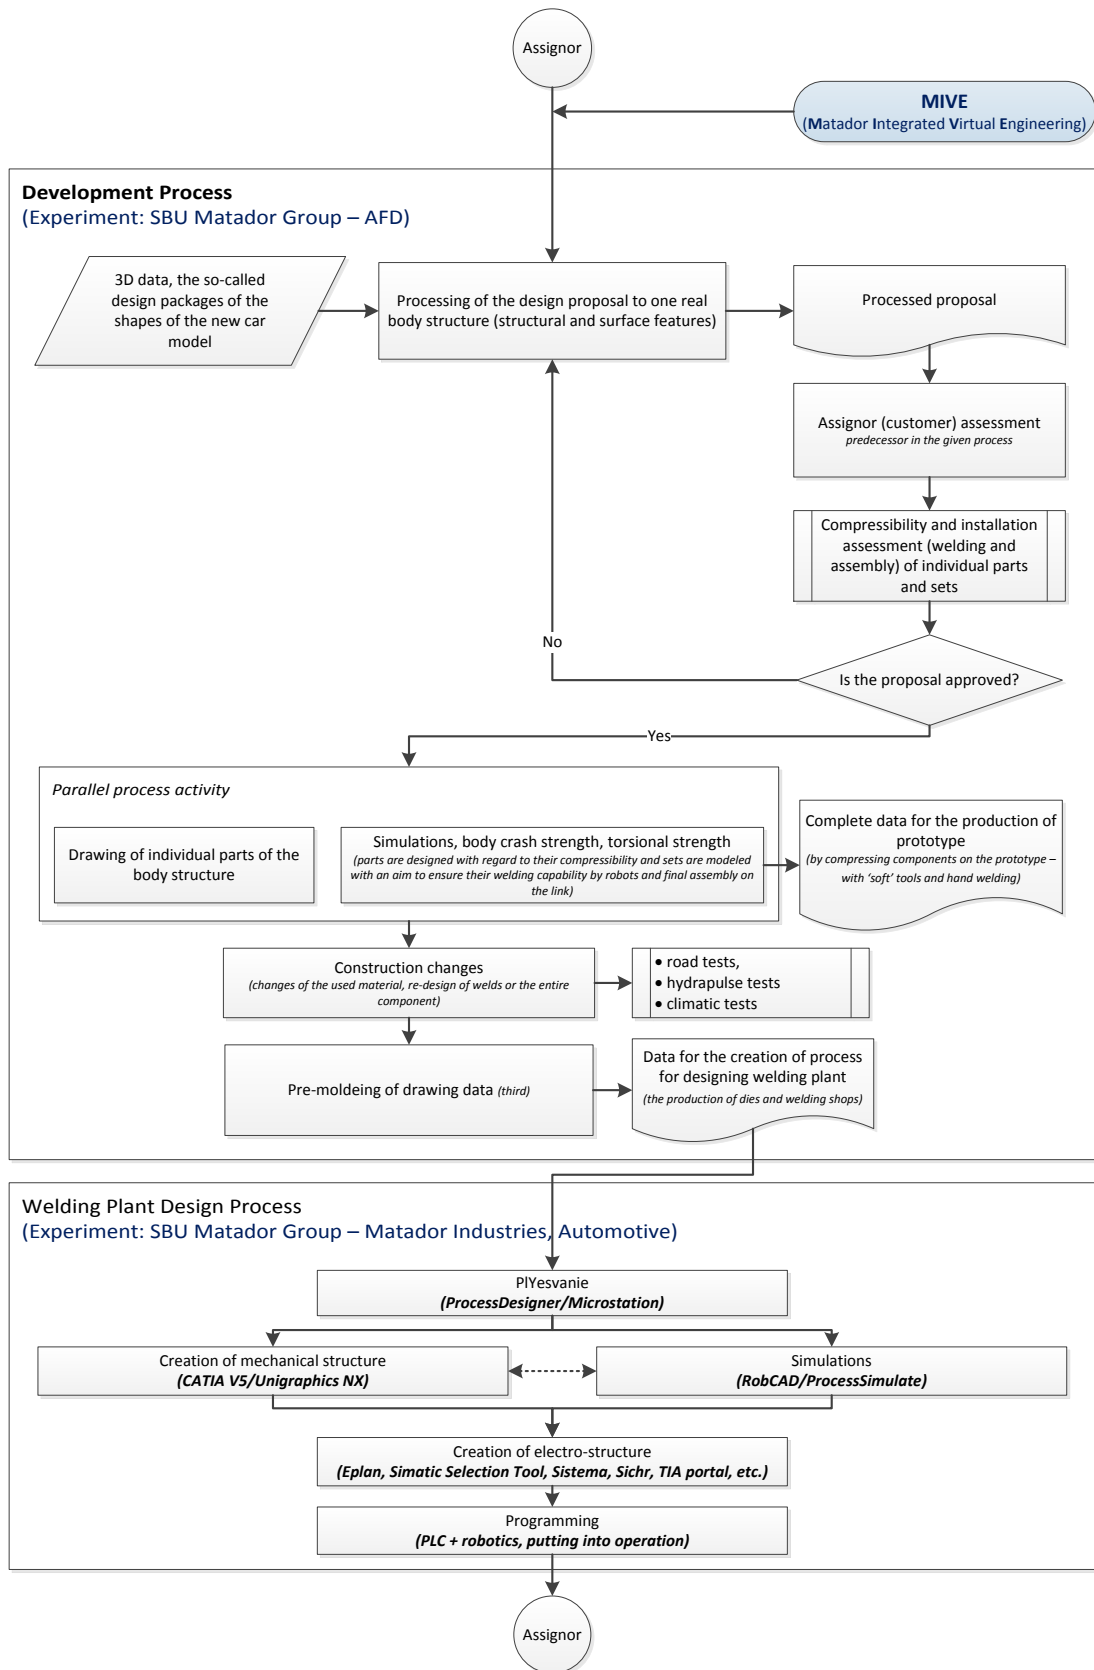 Assignor
MIVE
(Matador Integrated Virtual Engineering)
Development Process
(Experiment: SBU Matador Group – AFD)
3D data, the so-called
design packages of the
shapes of the new car
model
Processing of the design proposal to one real
body structure (structural and surface features)
Processed proposal
Assignor (customer) assessment
predecessor in the given process
Compressibility and installation
assessment (welding and
assembly) of individual parts
and sets
No
Is the proposal approved?
Yes
Parallel process activity
Drawing of individual parts of the
body structure
Simulations, body crash strength, torsional strength
(parts are designed with regard to their compressibility and sets are modeled
with an aim to ensure their welding capability by robots and final assembly on
the link)
Complete data for the production of
prototype
(by compressing components on the prototype –
with ‘soft’ tools and hand welding)
Construction changes
(changes of the used material, re-design of welds or the entire
component)
• road tests,
• hydrapulse tests
• climatic tests
Pre-moldeing of drawing data (third)
Data for the creation of process
for designing welding plant
(the production of dies and welding shops)
Welding Plant Design Process
(Experiment: SBU Matador Group – Matador Industries, Automotive)
PlYesvanie
(ProcessDesigner/Microstation)
Creation of mechanical structure
(CATIA V5/Unigraphics NX)
Simulations
(RobCAD/ProcessSimulate)
Creation of electro-structure
(Eplan, Simatic Selection Tool, Sistema, Sichr, TIA portal, etc.)
Programming
(PLC + robotics, putting into operation)
Assignor